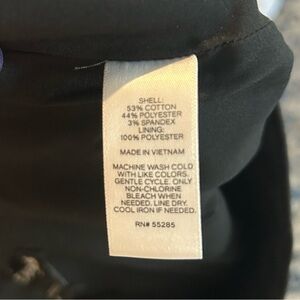 SHELL:
53% COTTON
44% POLYESTER
3% SPANDEX
LINING:
100% POLYESTER
MADE IN VIETNAM
MACHINE WASH COLD
WITH LIKE COLORS.
GENTLE CYCLE. ONLY
NON-CHLORINE
BLEACH WHEN
NEEDED. LINE DRY.
COOL IRON IF NEEDED.
RN# 55285